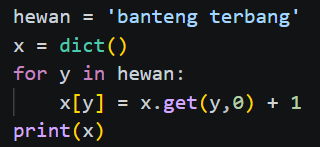 hewan = 'banteng terbang'
x = dict()
for y in hewan:
    x[y] = x.get(y,0) + 1
print(x)